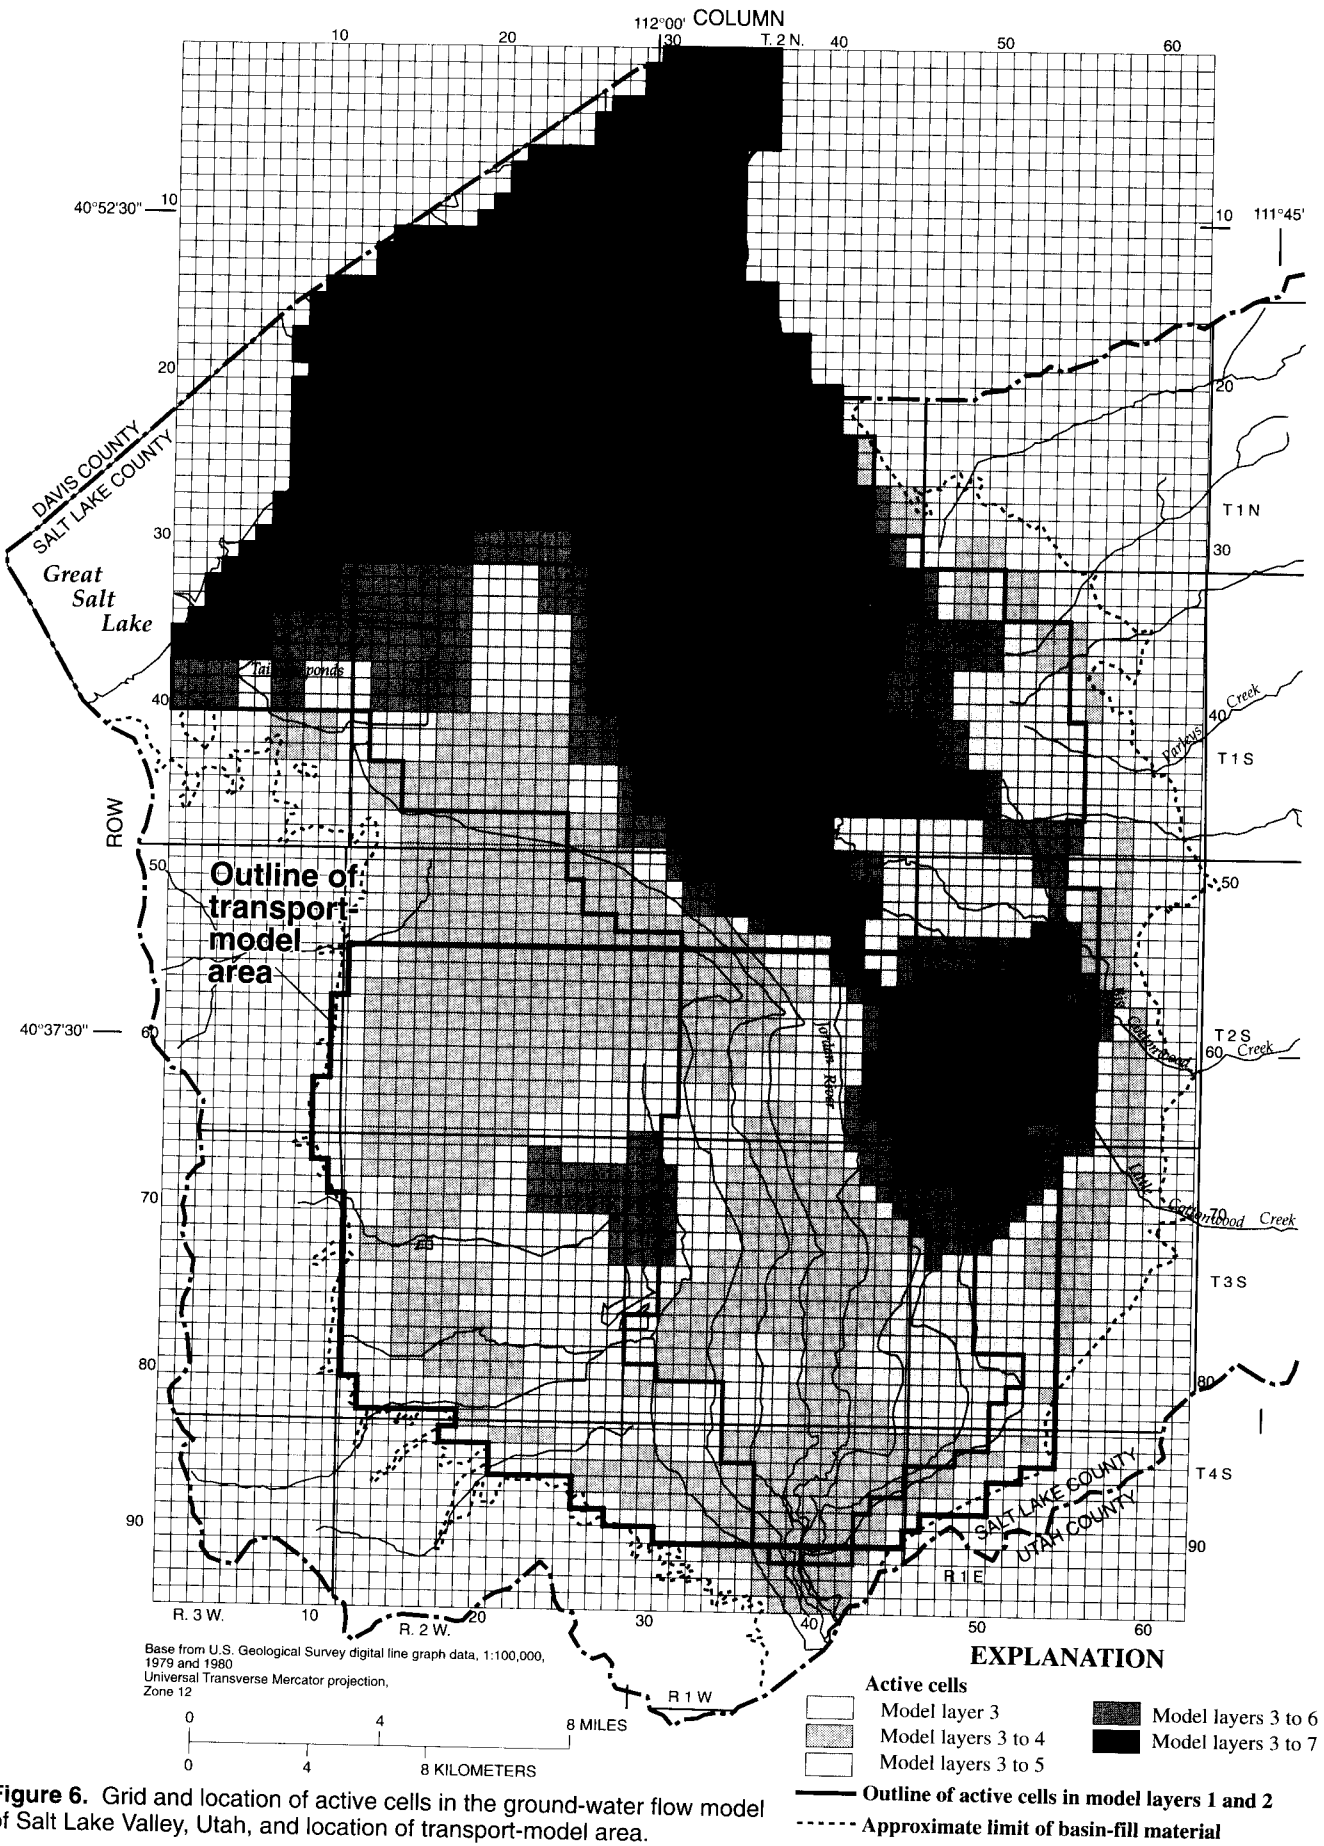 COLUMN
112°00'
T. 2 N.
10
20
30
40
50
60
40°52'30"
10
10
111°45'
20
20
DAVIS COUNTY
SALT LAKE COUNTY
30
T 1 N
30
Great
Salt
Lake
ponds
40
40
Creek
Parleys
T 1 S
ROW
50
50
Outline of
transport-
model
area
40°37'30"
60
Jordan River
Big
Cottonwood
Creek
T 2 S
60
Little
Cottonwood Creek
70
70
T 3 S
80
80
SALT LAKE COUNTY
UTAH COUNTY
T 4 S
90
90
R 1 E
R. 3 W.
10
20
30
40
50
60
R. 2 W.
R 1 W
Base from U.S. Geological Survey digital line graph data, 1:100,000,
1979 and 1980
Universal Transverse Mercator projection,
Zone 12
0 4 8 MILES
0 4 8 KILOMETERS
EXPLANATION
Active cells
Model layer 3
Model layers 3 to 4
Model layers 3 to 5
Model layers 3 to 6
Model layers 3 to 7
Outline of active cells in model layers 1 and 2
Approximate limit of basin-fill material
Figure 6. Grid and location of active cells in the ground-water flow model
of Salt Lake Valley, Utah, and location of transport-model area.